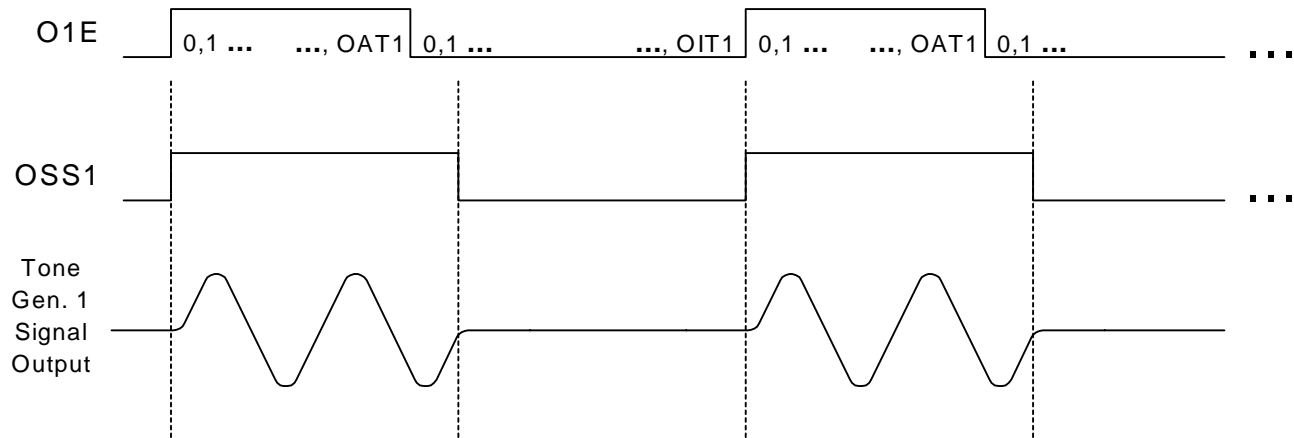 O1E
0,1 ... ..., OAT1 0,1 ... ..., OIT1 0,1 ... ..., OAT1 0,1 ... ...
OSS1
...
Tone
Gen. 1
Signal
Output